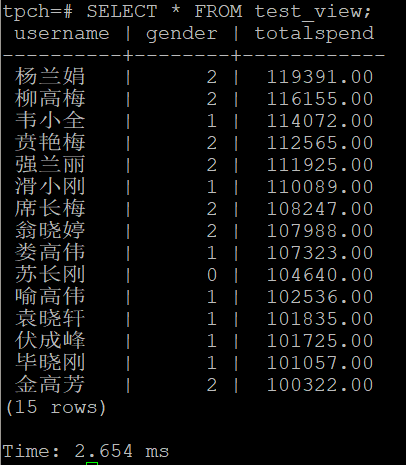 tpch=# SELECT * FROM test_view;
 username | gender | totalspend
----------+--------+------------
 杨兰娟   |      2 |  119391.00
 柳高梅   |      2 |  116155.00
 韦小全   |      1 |  114072.00
 贲艳梅   |      2 |  112565.00
 强兰丽   |      2 |  111925.00
 滑小刚   |      1 |  110089.00
 席长梅   |      2 |  108247.00
 翁晓婷   |      2 |  107988.00
 娄高伟   |      1 |  107323.00
 苏长刚   |      0 |  104640.00
 喻高伟   |      1 |  102536.00
 袁晓轩   |      1 |  101835.00
 伏成峰   |      1 |  101725.00
 毕晓刚   |      1 |  101057.00
 金高芳   |      2 |  100322.00
(15 rows)
Time: 2.654 ms